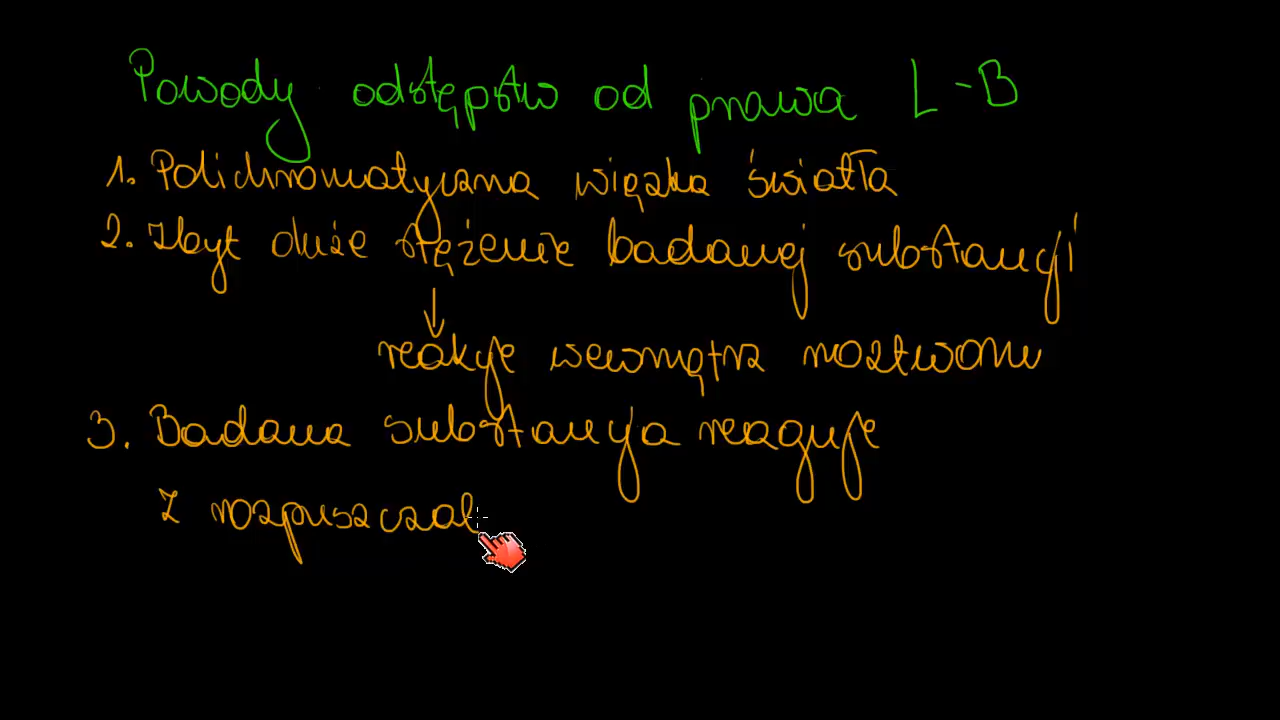 Powody odstępstw od prawa L-B
1. Polichromatyczna wiązka światła
2. Zbyt duże stężenie badanej substancji
reakcje wewnątrz roztworu
3. Badana substancja reaguje
z rozpuszczal